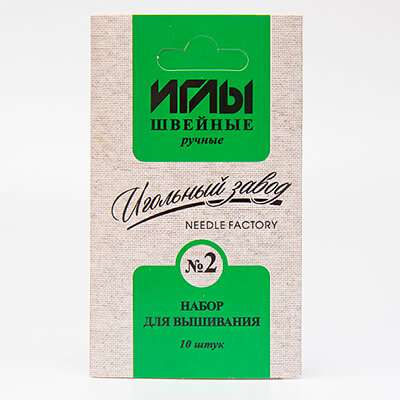 ИГЛЫ
ШВЕЙНЫЕ
ручные
Игольный завод
NEEDLE FACTORY
№2
НАБОР
ДЛЯ ВЫШИВАНИЯ
10 штук